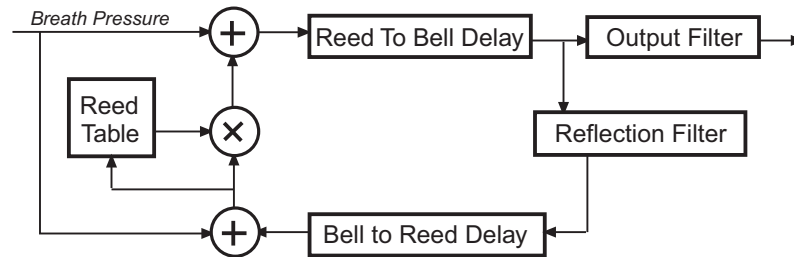 Breath Pressure
+
Reed To Bell Delay
Output Filter
Reed
Table
×
Reflection Filter
+
Bell to Reed Delay